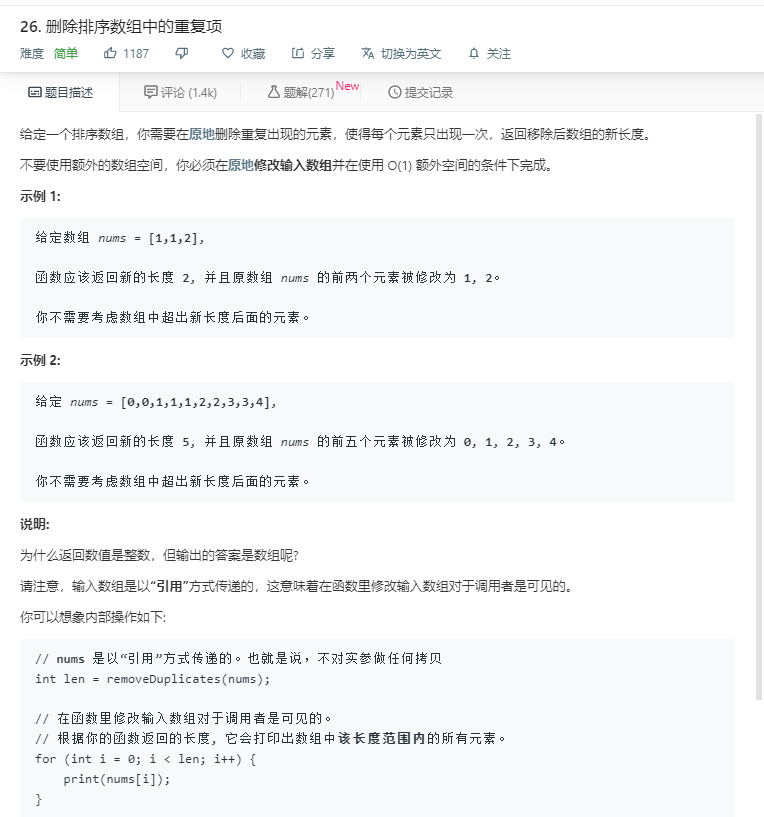 26. 删除排序数组中的重复项
难度 简单 1187 收藏 分享 切换为英文 关注
题目描述 评论 (1.4k) 题解(271) New 提交记录
给定一个排序数组，你需要在原地删除重复出现的元素，使得每个元素只出现一次，返回移除后数组的新长度。
不要使用额外的数组空间，你必须在原地修改输入数组并在使用 O(1) 额外空间的条件下完成。
示例 1:
给定数组 nums = [1,1,2],
函数应该返回新的长度 2, 并且原数组 nums 的前两个元素被修改为 1, 2。
你不需要考虑数组中超出新长度后面的元素。
示例 2:
给定 nums = [0,0,1,1,1,2,2,3,3,4],
函数应该返回新的长度 5, 并且原数组 nums 的前五个元素被修改为 0, 1, 2, 3, 4。
你不需要考虑数组中超出新长度后面的元素。
说明:
为什么返回数值是整数，但输出的答案是数组呢?
请注意，输入数组是以“引用”方式传递的，这意味着在函数里修改输入数组对于调用者是可见的。
你可以想象内部操作如下:
// nums 是以“引用”方式传递的。也就是说，不对实参做任何拷贝
int len = removeDuplicates(nums);
// 在函数里修改输入数组对于调用者是可见的。
// 根据你的函数返回的长度, 它会打印出数组中该长度范围内的所有元素。
for (int i = 0; i < len; i++) {
    print(nums[i]);
}